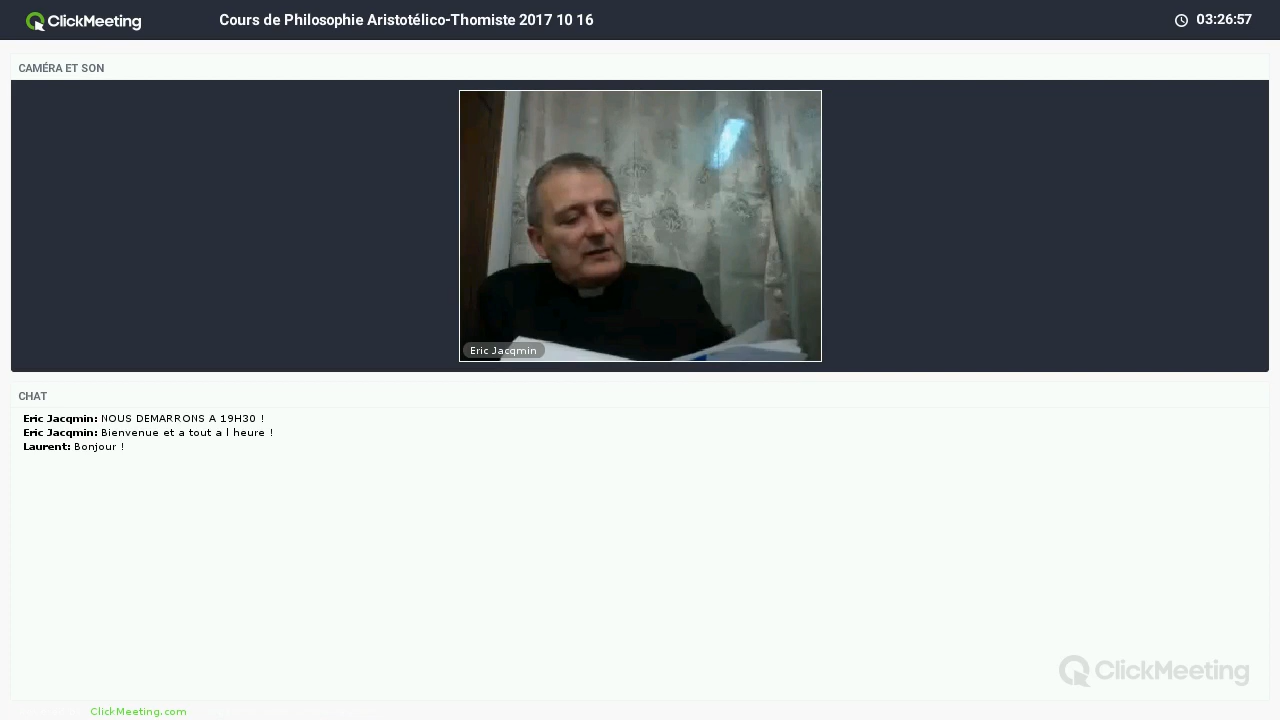 ClickMeeting
Cours de Philosophie Aristotélico-Thomiste 2017 10 16
03:26:57
CAMÉRA ET SON
Eric Jacqmin
CHAT
Eric Jacqmin: NOUS DEMARRONS A 19H30 !
Eric Jacqmin: Bienvenue et a tout a l heure !
Laurent: Bonjour !
ClickMeeting
ClickMeeting.com